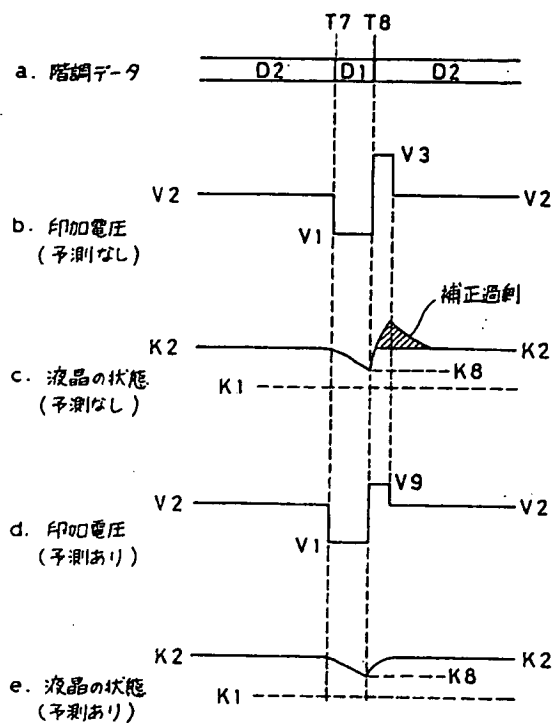 T7 T8
a. 階調データ
D2 D1 D2
V3
V2 V2
b. 印加電圧
(予測なし)
V1
補正過剰
K2 K2
c. 液晶の状態
(予測なし)
K8
K1
V9
V2 V2
d. 印加電圧
(予測あり)
V1
K2 K2
K8
e. 液晶の状態
(予測あり)
K1